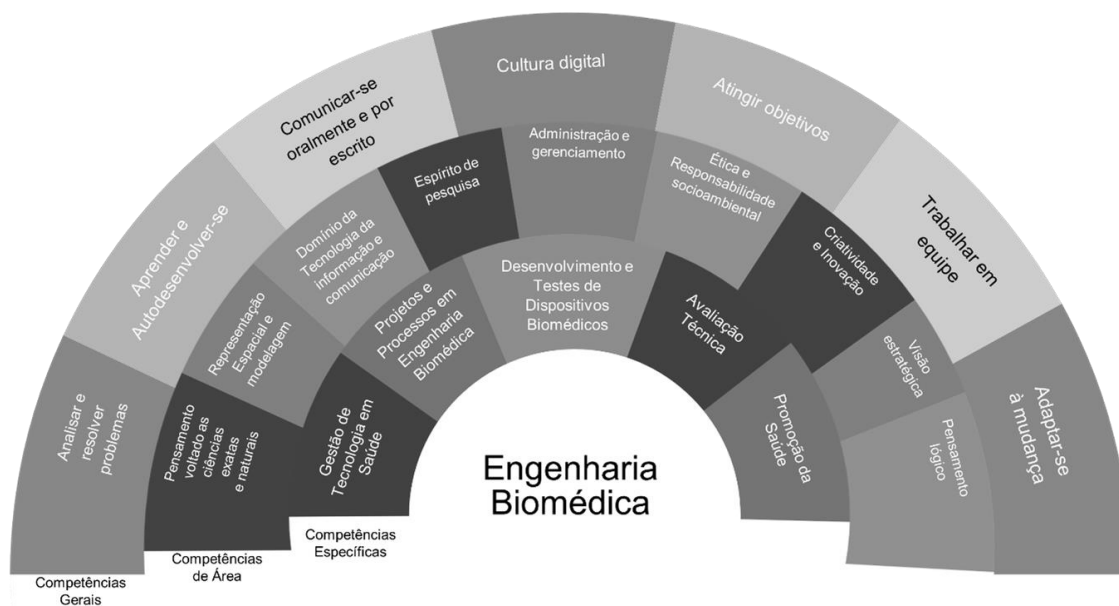 Analisar e
resolver
problemas
Aprender e
Autodesenvolver-se
Comunicar-se
oralmente e por
escrito
Cultura digital
Atingir objetivos
Trabalhar em
equipe
Adaptar-se
à mudança
Pensamento
voltado as
ciências
exatas
e naturais
Representação
Espacial e
modelagem
Domínio da
Tecnologia da
informação e
comunicação
Espírito de
pesquisa
Administração e
gerenciamento
Ética e
Responsabilidade
socioambiental
Criatividade
e Inovação
Visão
estratégica
Pensamento
lógico
Gestão de
Tecnologia em
Saúde
Projetos e
Processos em
Engenharia
Biomédica
Desenvolvimento e
Testes de
Dispositivos
Biomédicos
Avaliação
Técnica
Promoção da
Saúde
Engenharia
Biomédica
Competências
Específicas
Competências
de Área
Competências
Gerais